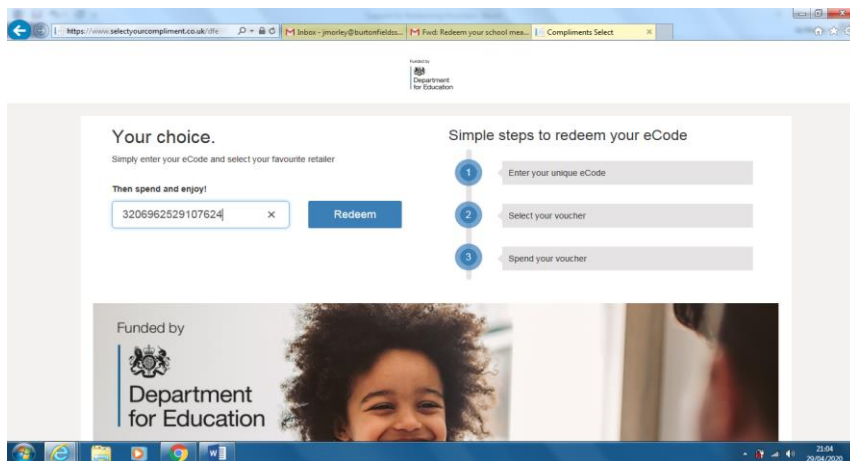 https://www.selectyourcompliment.co.uk/dfe
Inbox - jmorley@burtonfieldss...
Fwd: Redeem your school mea...
Compliments Select
Funded by
Department
for Education
Your choice.
Simply enter your eCode and select your favourite retailer
Then spend and enjoy!
3206962529107624
Redeem
Simple steps to redeem your eCode
1
Enter your unique eCode
2
Select your voucher
3
Spend your voucher
Funded by
Department
for Education
21:04
29/04/2020